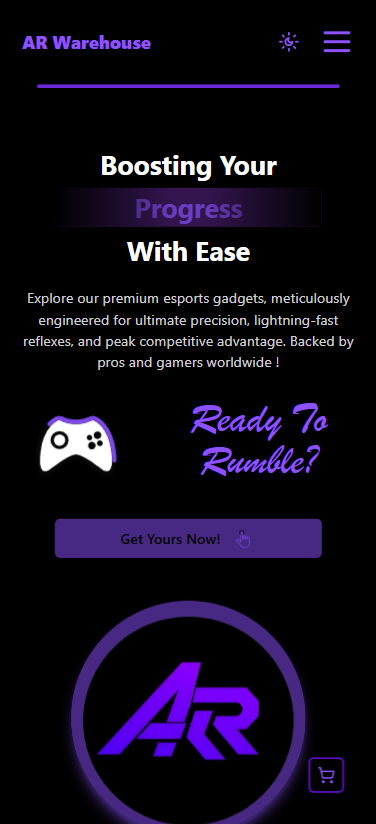 AR Warehouse
Boosting Your
Progress
With Ease
Explore our premium esports gadgets, meticulously
engineered for ultimate precision, lightning-fast
reflexes, and peak competitive advantage. Backed by
pros and gamers worldwide !
Ready To
Rumble?
Get Yours Now!
AR